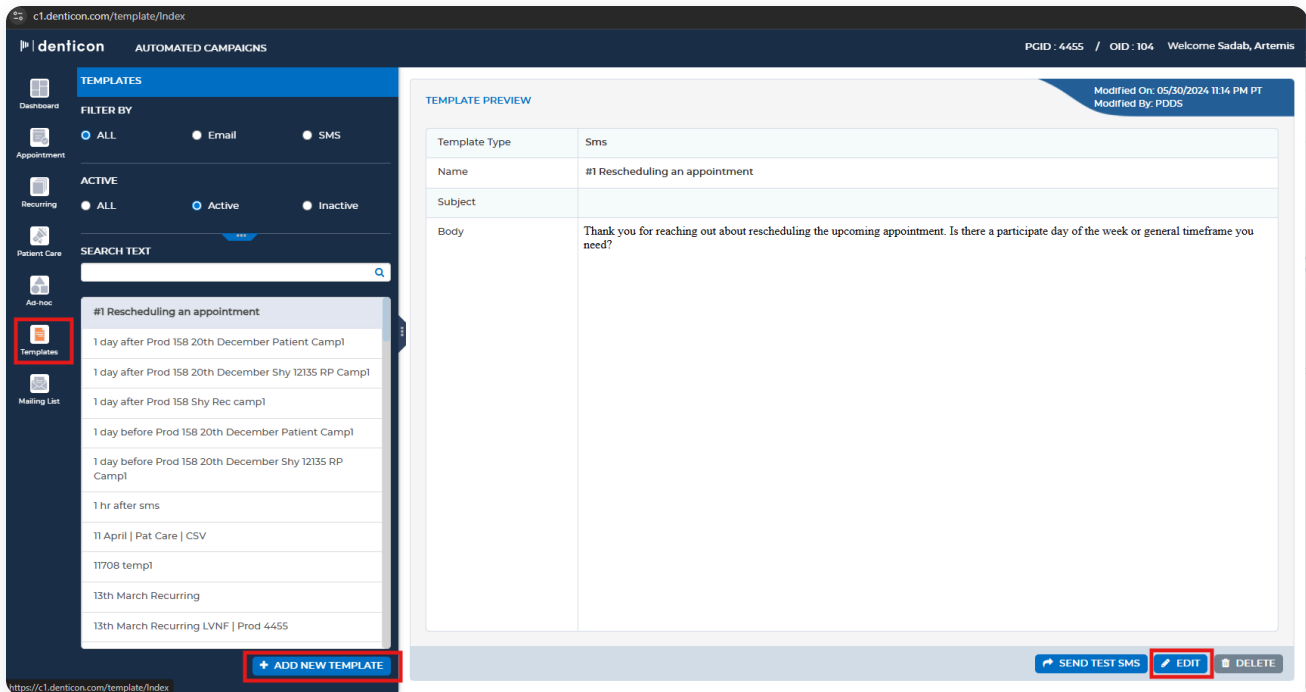 c1.denticon.com/template/Index
denticon AUTOMATED CAMPAIGNS
PGID : 4455 / OID : 104 Welcome Sadab, Artemis
Dashboard
Appointment
Recurring
Patient Care
Ad-hoc
Templates
Mailing List
TEMPLATES
FILTER BY
ALL Email SMS
ACTIVE
ALL Active Inactive
SEARCH TEXT
#1 Rescheduling an appointment
1 day after Prod 158 20th December Patient Camp1
1 day after Prod 158 20th December Shy 12135 RP Camp1
1 day after Prod 158 Shy Rec camp1
1 day before Prod 158 20th December Patient Camp1
1 day before Prod 158 20th December Shy 12135 RP
Camp1
1 hr after sms
11 April | Pat Care | CSV
11708 temp1
13th March Recurring
13th March Recurring LVNF | Prod 4455
+ ADD NEW TEMPLATE
https://c1.denticon.com/template/Index
TEMPLATE PREVIEW
Modified On: 05/30/2024 11:14 PM PT
Modified By: PDDS
Template Type Sms
Name #1 Rescheduling an appointment
Subject
Body Thank you for reaching out about rescheduling the upcoming appointment. Is there a participate day of the week or general timeframe you
need?
SEND TEST SMS EDIT DELETE